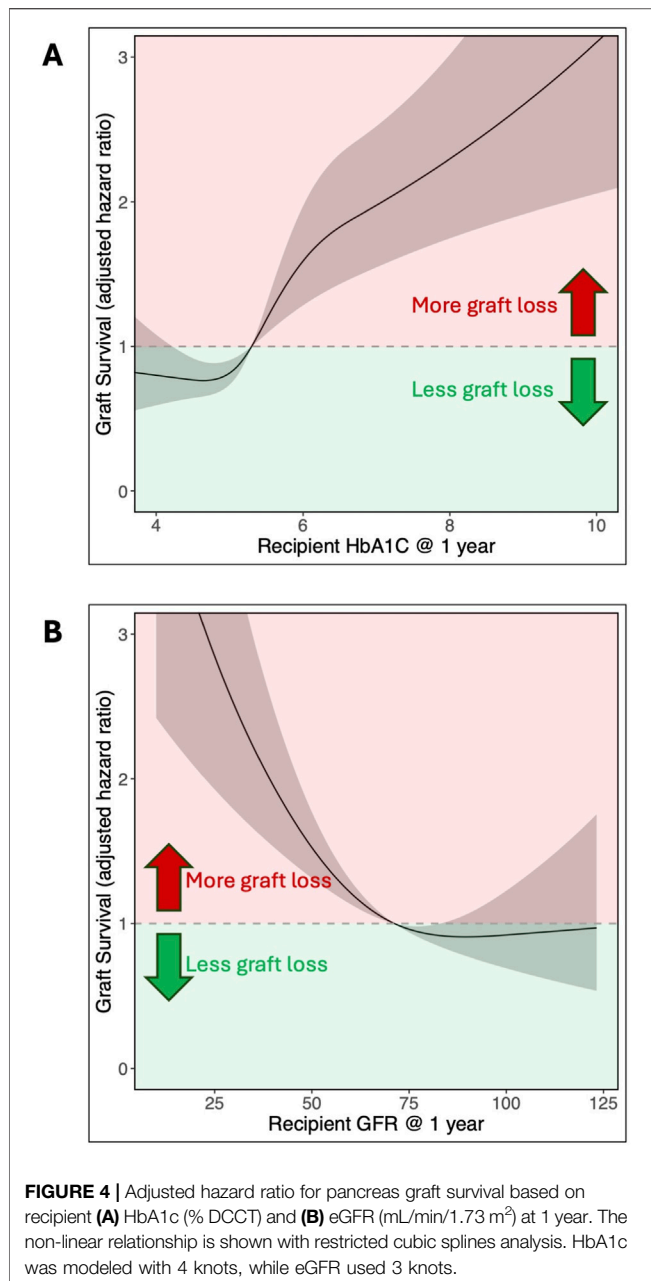 A
Graft Survival (adjusted hazard ratio)
3
2
1
0
More graft loss
Less graft loss
4 6 8 10
Recipient HbA1C @ 1 year
B
Graft Survival (adjusted hazard ratio)
3
2
1
0
More graft loss
Less graft loss
25 50 75 100 125
Recipient GFR @ 1 year
FIGURE 4 | Adjusted hazard ratio for pancreas graft survival based on
recipient (A) HbA1c (% DCCT) and (B) eGFR (mL/min/1.73 m²) at 1 year. The
non-linear relationship is shown with restricted cubic splines analysis. HbA1c
was modeled with 4 knots, while eGFR used 3 knots.